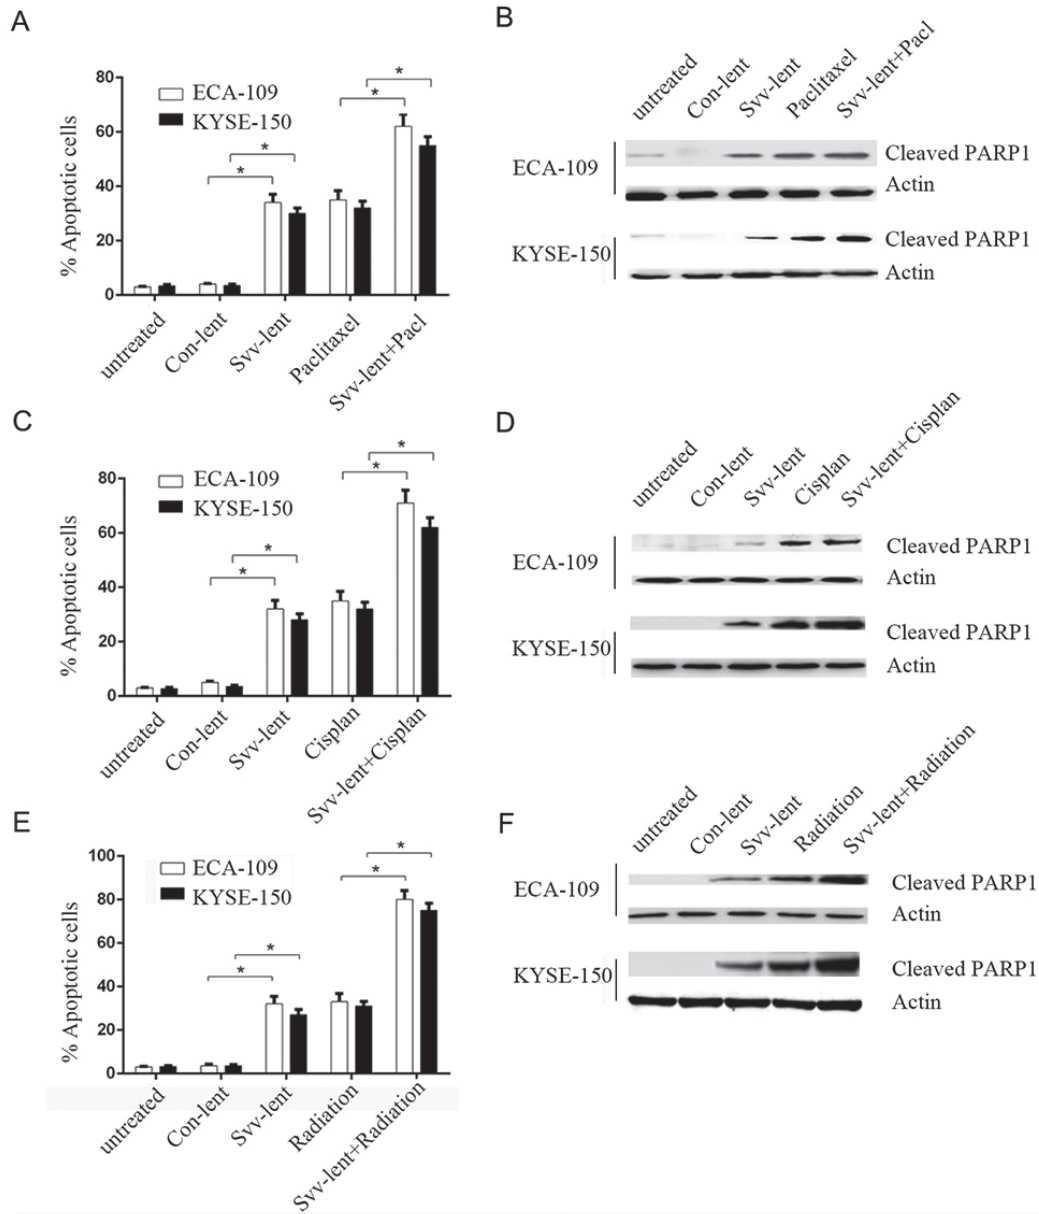 A
80
60
40
20
0
% Apoptotic cells
ECA-109
KYSE-150
*
*
*
*
untreated
Con-lent
Svv-lent
Paclitaxel
Svv-lent+Pacl
B
untreated
Con-lent
Svv-lent
Paclitaxel
Svv-lent+Pacl
ECA-109
Cleaved PARP1
Actin
KYSE-150
Cleaved PARP1
Actin
C
80
60
40
20
0
% Apoptotic cells
ECA-109
KYSE-150
*
*
*
*
untreated
Con-lent
Svv-lent
Cisplan
Svv-lent+Cisplan
D
untreated
Con-lent
Svv-lent
Cisplan
Svv-lent+Cisplan
ECA-109
Cleaved PARP1
Actin
KYSE-150
Cleaved PARP1
Actin
E
100
80
60
40
20
0
% Apoptotic cells
ECA-109
KYSE-150
*
*
*
*
untreated
Con-lent
Svv-lent
Radiation
Svv-lent+Radiation
F
untreated
Con-lent
Svv-lent
Radiation
Svv-lent+Radiation
ECA-109
Cleaved PARP1
Actin
KYSE-150
Cleaved PARP1
Actin